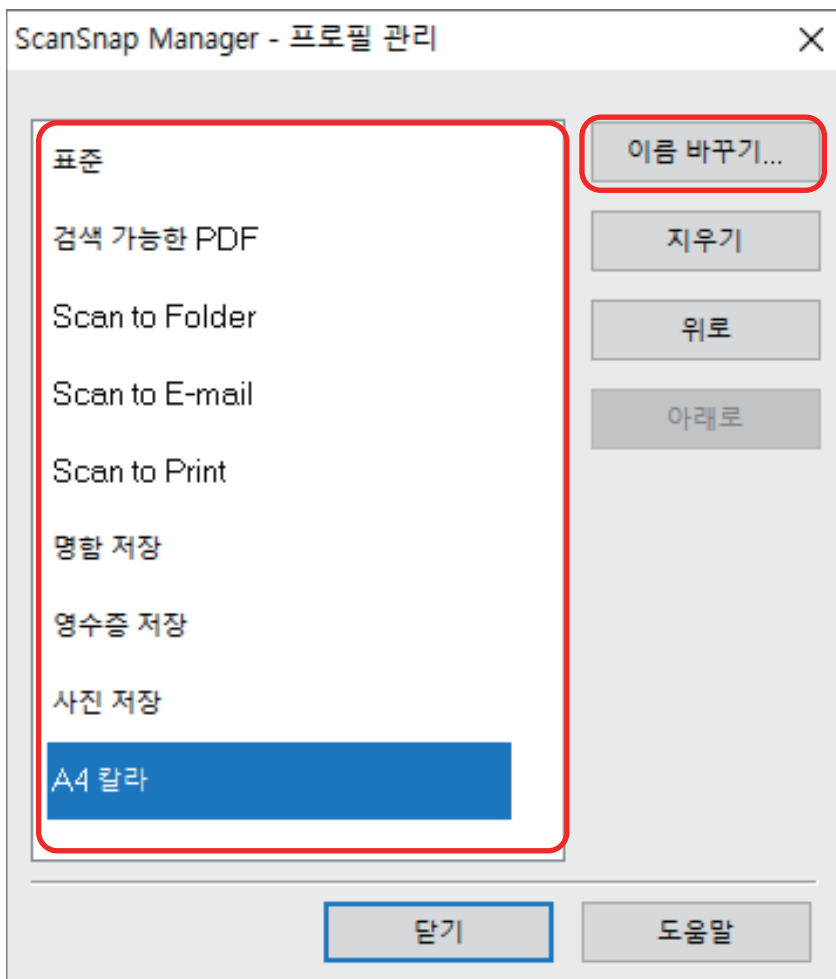 ScanSnap Manager - 프로필 관리
표준
검색 가능한 PDF
Scan to Folder
Scan to E-mail
Scan to Print
명함 저장
영수증 저장
사진 저장
A4 칼라
이름 바꾸기...
지우기
위로
아래로
닫기
도움말